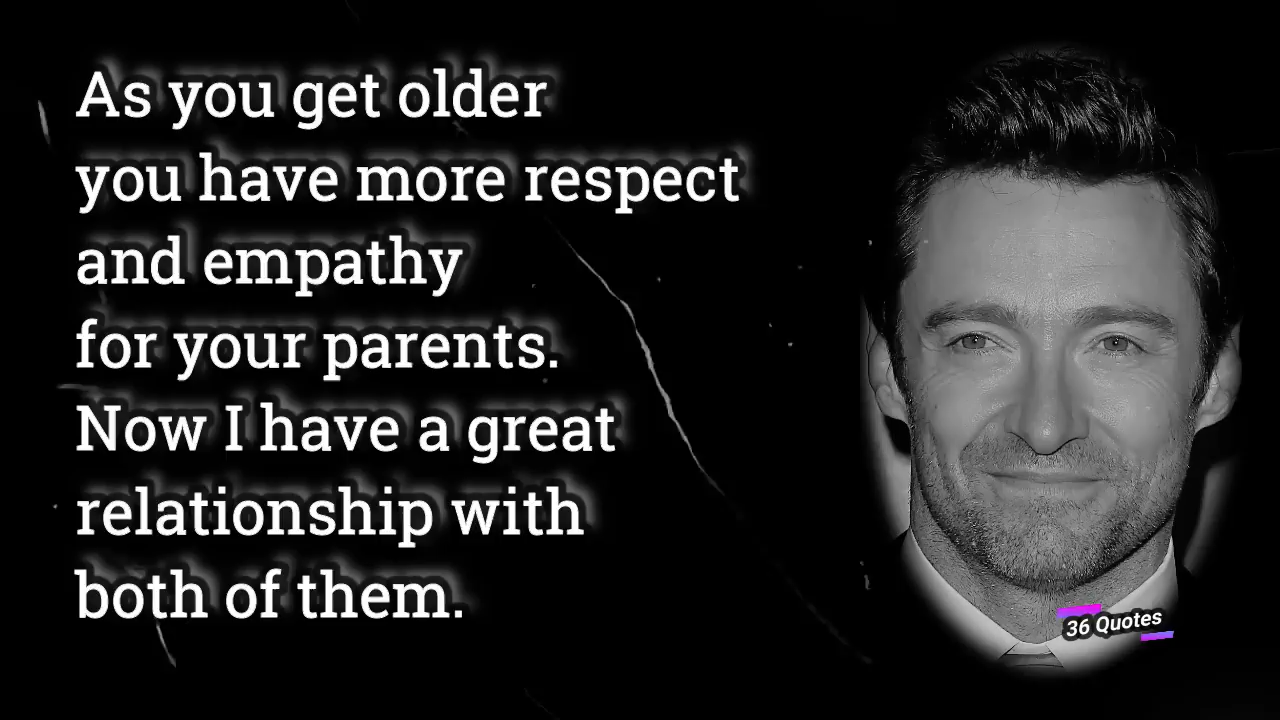 As you get older
you have more respect
and empathy
for your parents.
Now I have a great
relationship with
both of them.
36 Quotes